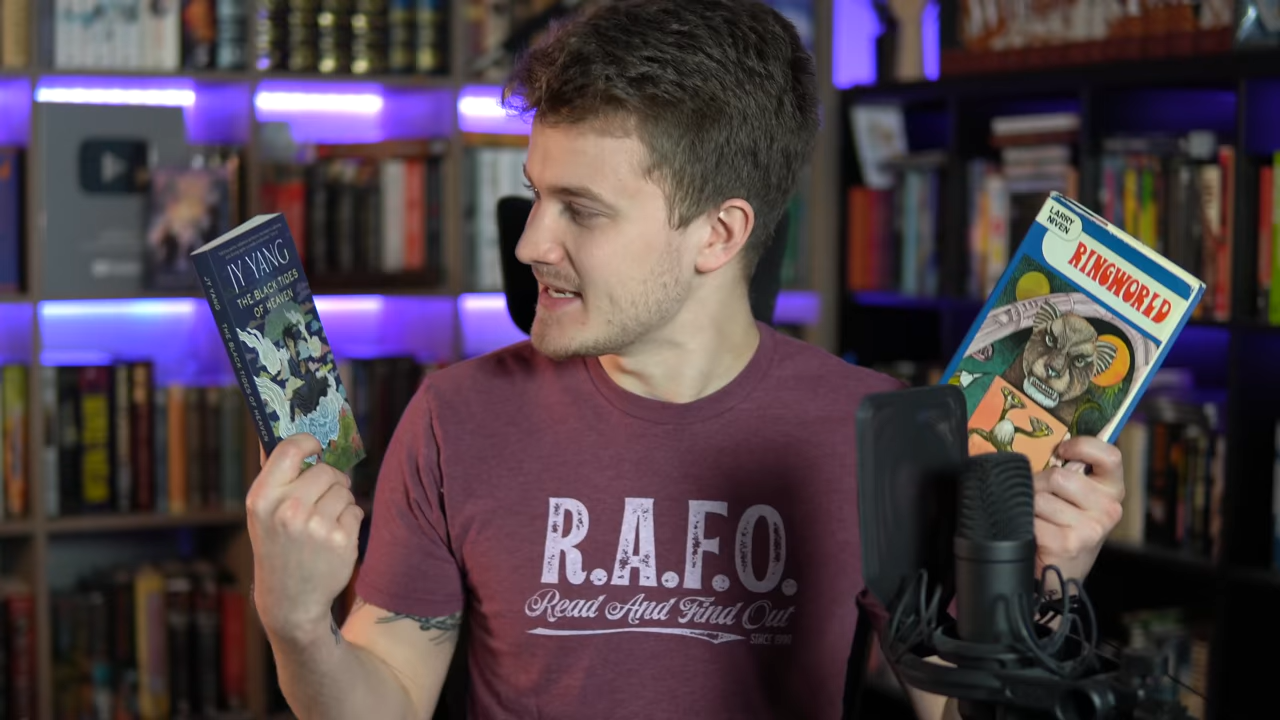 JY YANG
THE BLACK TIDES
OF HEAVEN
JY YANG THE BLACK TIDES OF HEAVEN
LARRY
NIVEN
RINGWORLD
R.A.F.O.
Read And Find Out
SINCE 1990